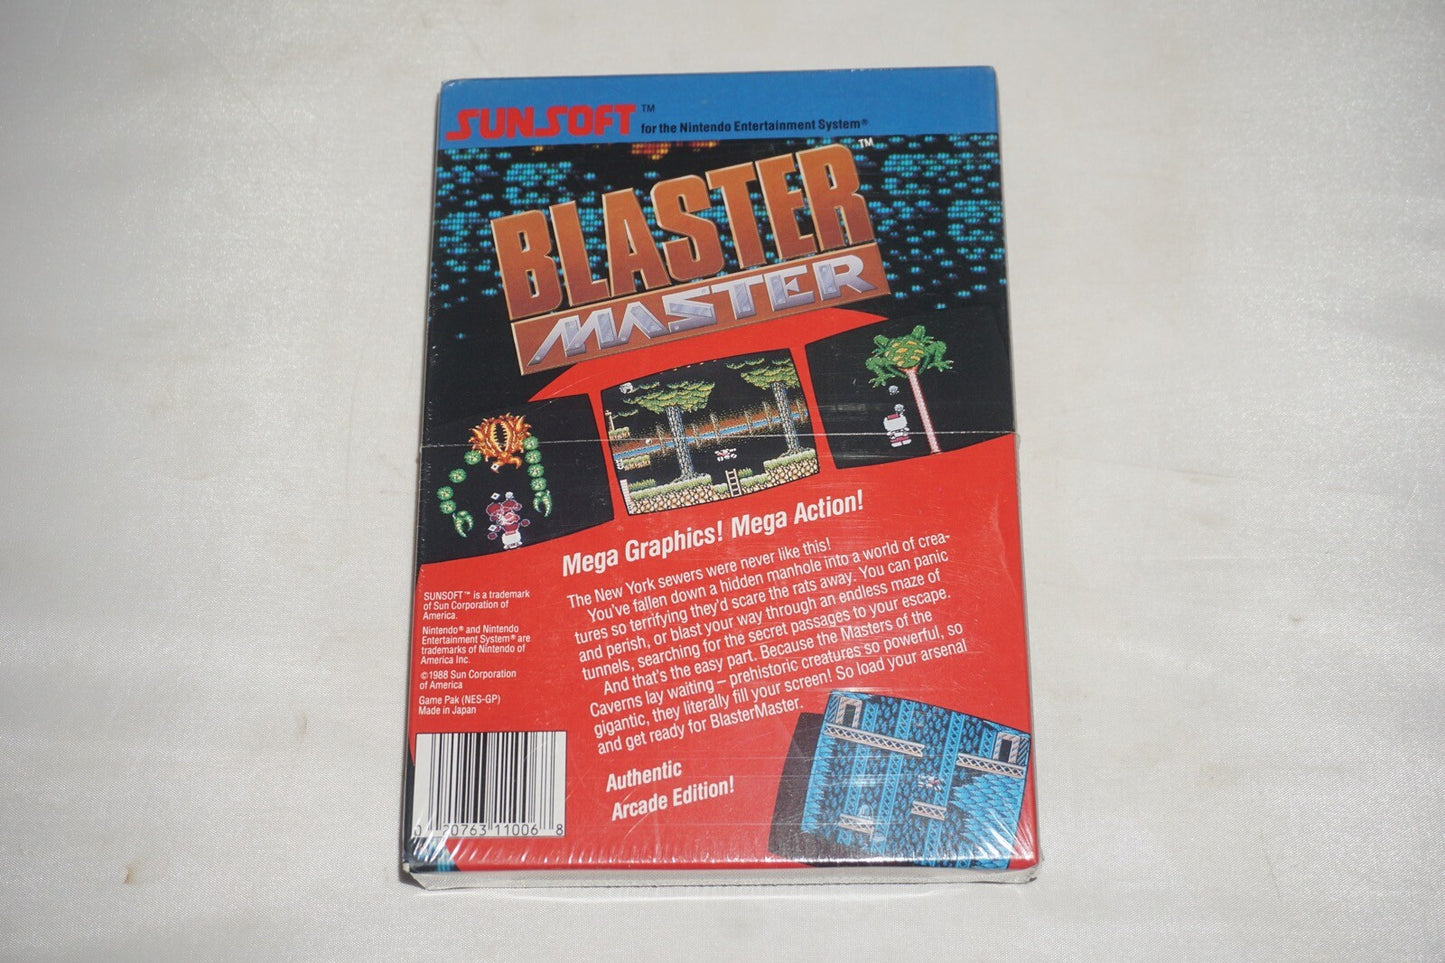 SUNSOFT™
for the Nintendo Entertainment System®
BLASTER™
MASTER
Mega Graphics! Mega Action!
The New York sewers were never like this!
You've fallen down a hidden manhole into a world of crea-
tures so terrifying they'd scare the rats away. You can panic
and perish, or blast your way through an endless maze of
tunnels, searching for the secret passages to your escape.
And that's the easy part. Because the Masters of the
Caverns lay waiting – prehistoric creatures so powerful, so
gigantic, they literally fill your screen! So load your arsenal
and get ready for BlasterMaster.
Authentic
Arcade Edition!
SUNSOFT™ is a trademark
of Sun Corporation of
America.
Nintendo® and Nintendo
Entertainment System® are
trademarks of Nintendo of
America Inc.
©1988 Sun Corporation
of America
Game Pak (NES-GP)
Made in Japan
0 20763 11006 8